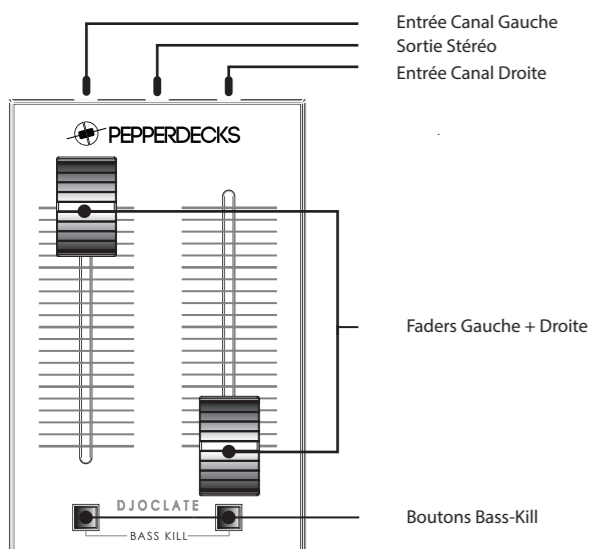 Entrée Canal Gauche
Sortie Stéréo
Entrée Canal Droite
PEPPERDECKS
Faders Gauche + Droite
DJOCLATE
BASS KILL
Boutons Bass-Kill